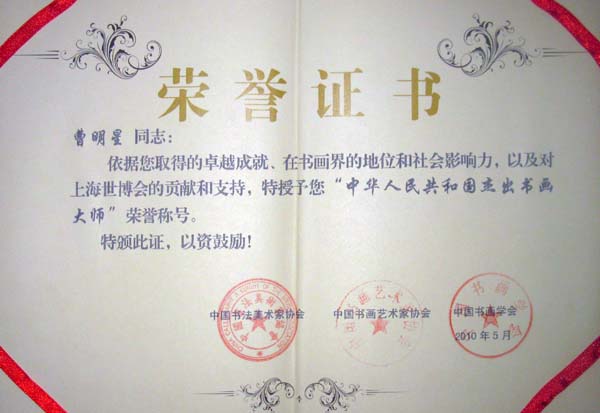 荣誉证书
曹明星 同志：
依据您取得的卓越成就、在书画界的地位和社会影响力，以及对
上海世博会的贡献和支持，特授予您“中华人民共和国杰出书画
大师”荣誉称号。
特颁此证，以资鼓励！
中国书法美术家协会 中国书画艺术家协会 中国书画学会
2010年5月